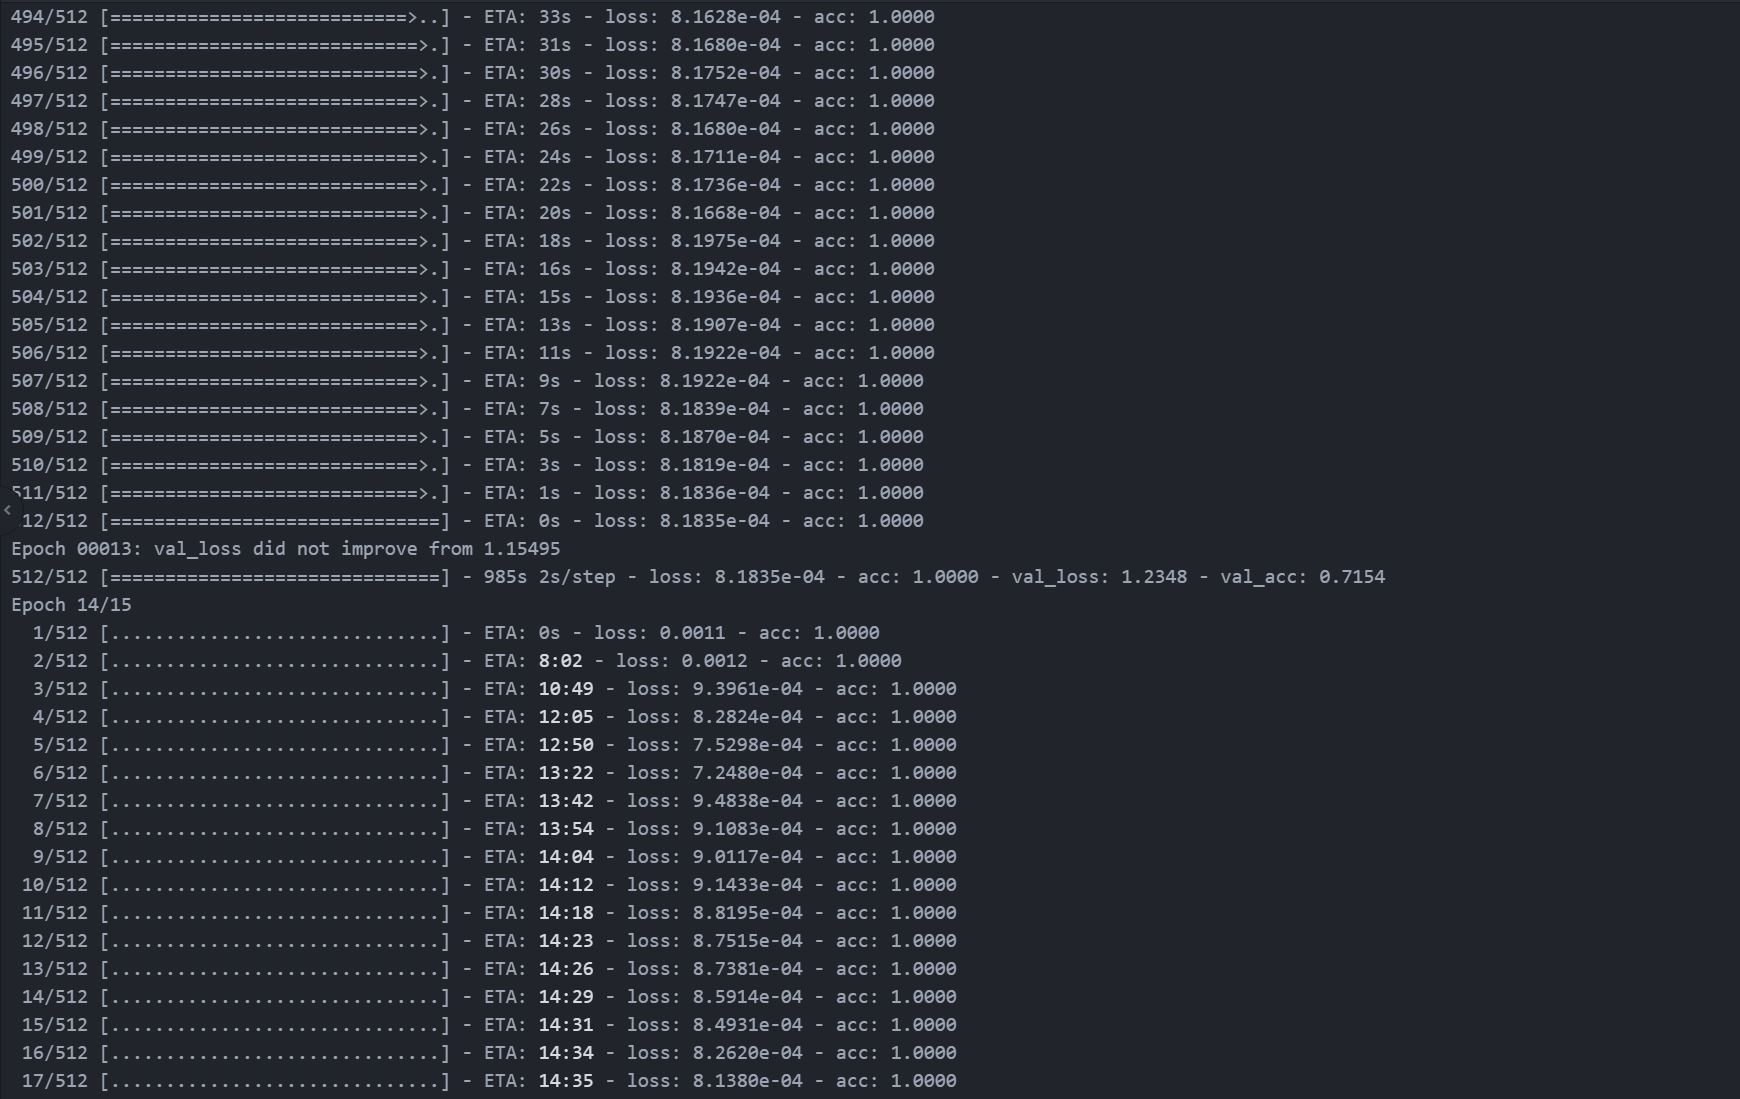 494/512 [===========================>..] - ETA: 33s - loss: 8.1628e-04 - acc: 1.0000
495/512 [============================>.] - ETA: 31s - loss: 8.1680e-04 - acc: 1.0000
496/512 [============================>.] - ETA: 30s - loss: 8.1752e-04 - acc: 1.0000
497/512 [============================>.] - ETA: 28s - loss: 8.1747e-04 - acc: 1.0000
498/512 [============================>.] - ETA: 26s - loss: 8.1680e-04 - acc: 1.0000
499/512 [============================>.] - ETA: 24s - loss: 8.1711e-04 - acc: 1.0000
500/512 [============================>.] - ETA: 22s - loss: 8.1736e-04 - acc: 1.0000
501/512 [============================>.] - ETA: 20s - loss: 8.1668e-04 - acc: 1.0000
502/512 [============================>.] - ETA: 18s - loss: 8.1975e-04 - acc: 1.0000
503/512 [============================>.] - ETA: 16s - loss: 8.1942e-04 - acc: 1.0000
504/512 [============================>.] - ETA: 15s - loss: 8.1936e-04 - acc: 1.0000
505/512 [============================>.] - ETA: 13s - loss: 8.1907e-04 - acc: 1.0000
506/512 [============================>.] - ETA: 11s - loss: 8.1922e-04 - acc: 1.0000
507/512 [============================>.] - ETA: 9s - loss: 8.1922e-04 - acc: 1.0000
508/512 [============================>.] - ETA: 7s - loss: 8.1839e-04 - acc: 1.0000
509/512 [============================>.] - ETA: 5s - loss: 8.1870e-04 - acc: 1.0000
510/512 [============================>.] - ETA: 3s - loss: 8.1819e-04 - acc: 1.0000
511/512 [============================>.] - ETA: 1s - loss: 8.1836e-04 - acc: 1.0000
12/512 [==============================] - ETA: 0s - loss: 8.1835e-04 - acc: 1.0000
Epoch 00013: val_loss did not improve from 1.15495
512/512 [==============================] - 985s 2s/step - loss: 8.1835e-04 - acc: 1.0000 - val_loss: 1.2348 - val_acc: 0.7154
Epoch 14/15
1/512 [..............................] - ETA: 0s - loss: 0.0011 - acc: 1.0000
2/512 [..............................] - ETA: 8:02 - loss: 0.0012 - acc: 1.0000
3/512 [..............................] - ETA: 10:49 - loss: 9.3961e-04 - acc: 1.0000
4/512 [..............................] - ETA: 12:05 - loss: 8.2824e-04 - acc: 1.0000
5/512 [..............................] - ETA: 12:50 - loss: 7.5298e-04 - acc: 1.0000
6/512 [..............................] - ETA: 13:22 - loss: 7.2480e-04 - acc: 1.0000
7/512 [..............................] - ETA: 13:42 - loss: 9.4838e-04 - acc: 1.0000
8/512 [..............................] - ETA: 13:54 - loss: 9.1083e-04 - acc: 1.0000
9/512 [..............................] - ETA: 14:04 - loss: 9.0117e-04 - acc: 1.0000
10/512 [..............................] - ETA: 14:12 - loss: 9.1433e-04 - acc: 1.0000
11/512 [..............................] - ETA: 14:18 - loss: 8.8195e-04 - acc: 1.0000
12/512 [..............................] - ETA: 14:23 - loss: 8.7515e-04 - acc: 1.0000
13/512 [..............................] - ETA: 14:26 - loss: 8.7381e-04 - acc: 1.0000
14/512 [..............................] - ETA: 14:29 - loss: 8.5914e-04 - acc: 1.0000
15/512 [..............................] - ETA: 14:31 - loss: 8.4931e-04 - acc: 1.0000
16/512 [..............................] - ETA: 14:34 - loss: 8.2620e-04 - acc: 1.0000
17/512 [..............................] - ETA: 14:35 - loss: 8.1380e-04 - acc: 1.0000